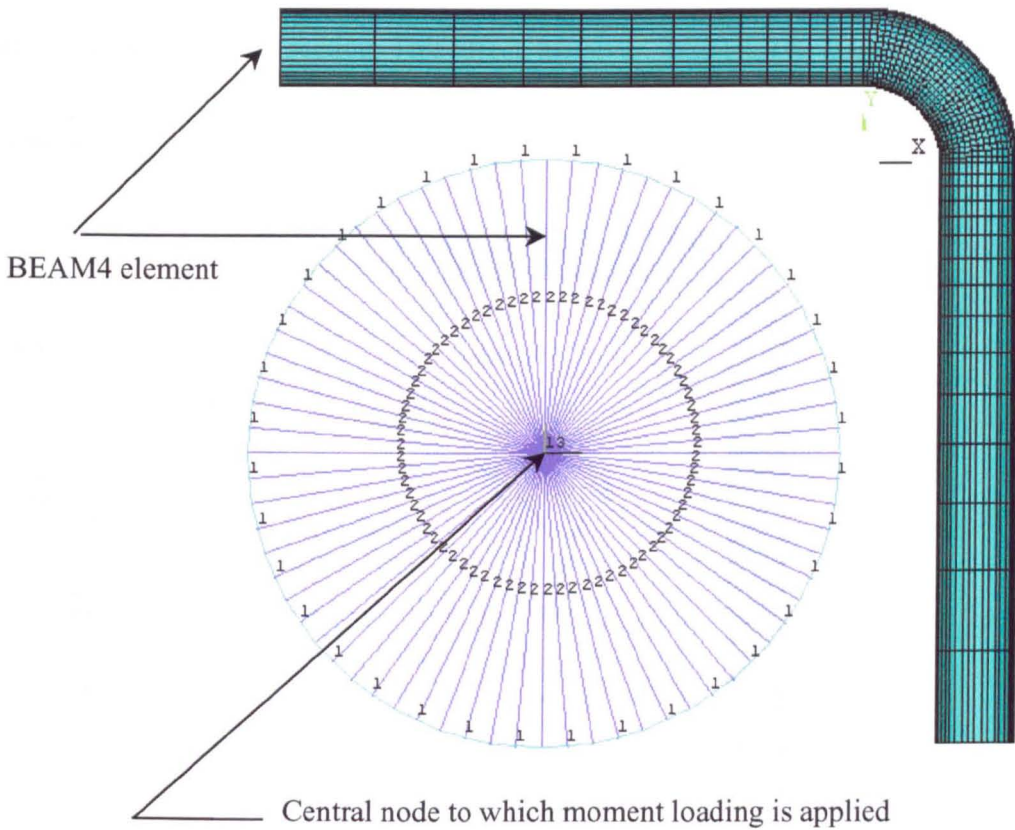 Y
X
BEAM4 element
13
Central node to which moment loading is applied